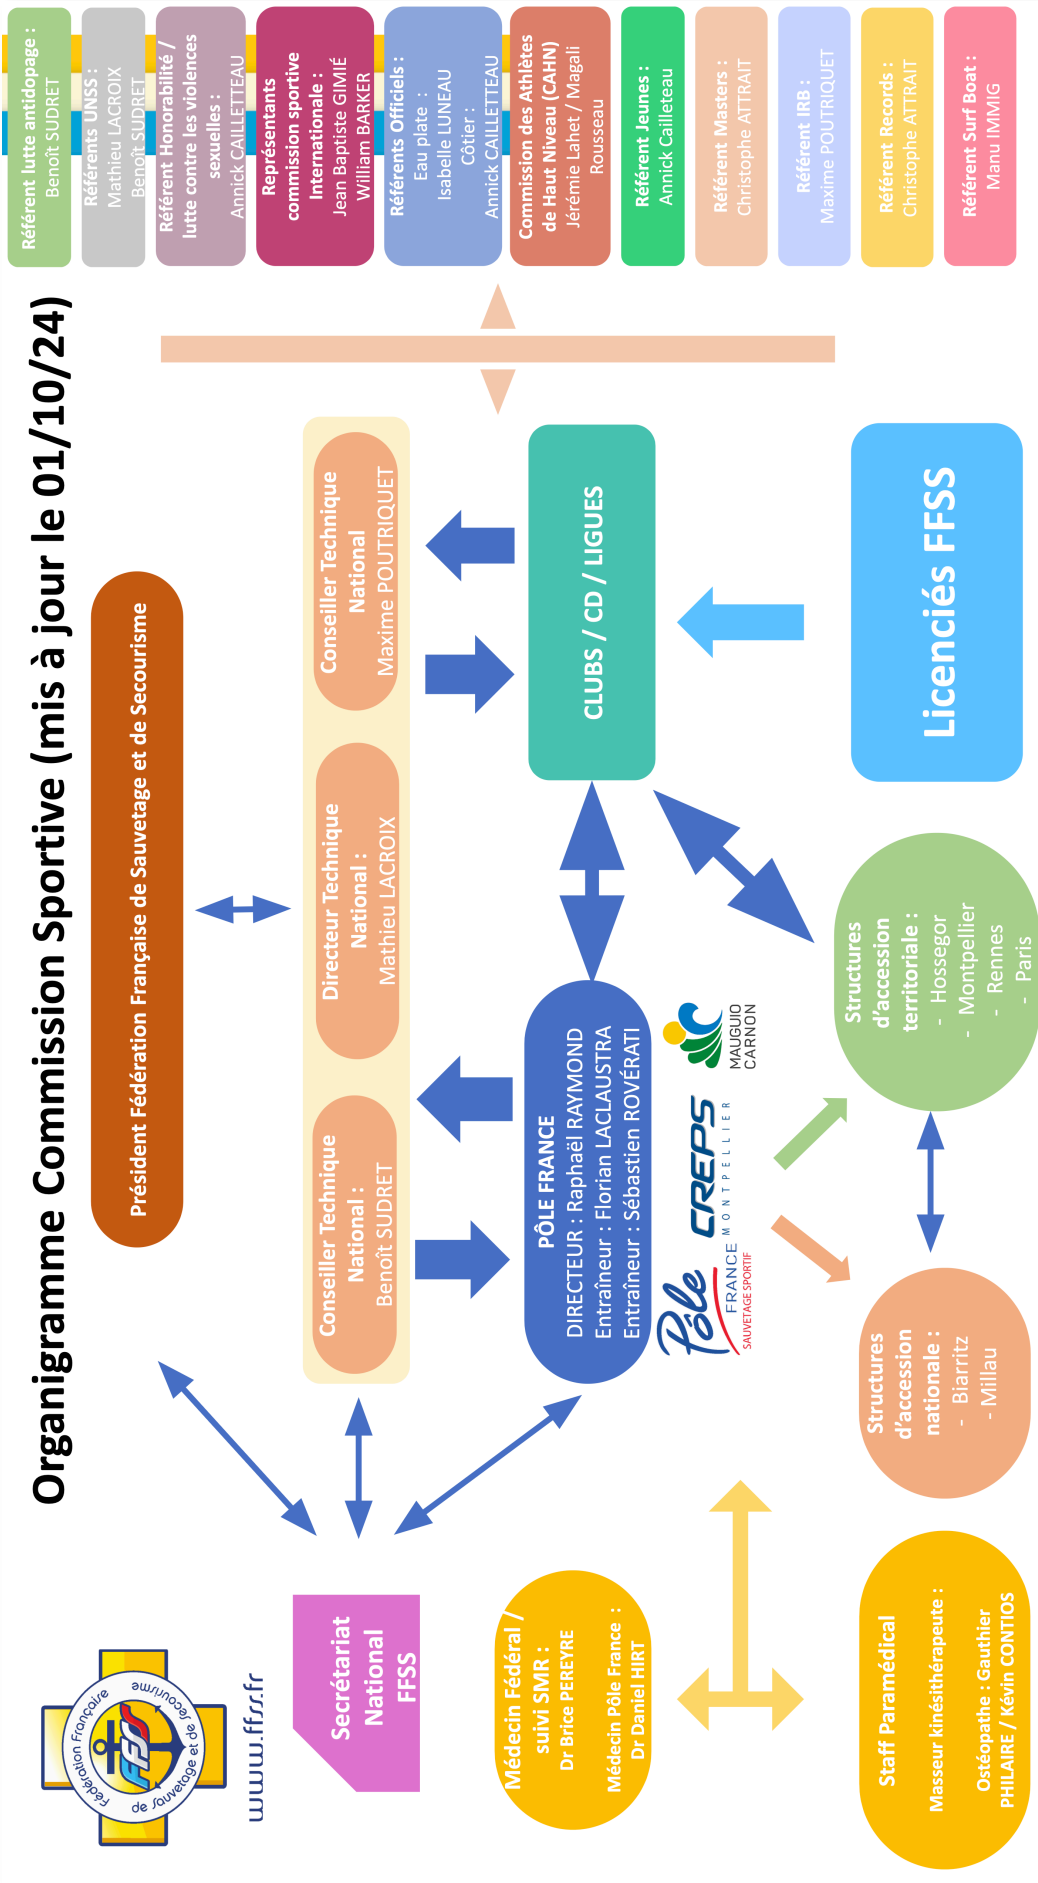 Organigramme Commission Sportive (mis à jour le 01/10/24)
Fédération Française
de Sauvetage et de Secourisme
FFSS
www.ffss.fr
Président Fédération Française de Sauvetage et de Secourisme
Secrétariat
National
FFSS
Conseiller Technique
National :
Benoît SUDRET
Directeur Technique
National :
Mathieu LACROIX
Conseiller Technique
National
Maxime POUTRIQUET
Médecin Fédéral /
suivi SMR :
Dr Brice PEREYRE
Médecin Pôle France :
Dr Daniel HIRT
PÔLE FRANCE
DIRECTEUR : Raphaël RAYMOND
Entraîneur : Florian LACLAUSTRA
Entraîneur : Sébastien ROVÉRATI
CLUBS / CD / LIGUES
Pôle
FRANCE
SAUVETAGE SPORTIF
CREPS
MONTPELLIER
MAUGUIO
CARNON
Staff Paramédical
Masseur kinésithérapeute :
Ostéopathe : Gauthier
PHILAIRE / Kévin CONTIOS
Structures
d'accession
nationale :
- Biarritz
- Millau
Structures
d'accession
territoriale :
- Hossegor
- Montpellier
- Rennes
- Paris
Licenciés FFSS
Référent lutte antidopage :
Benoît SUDRET
Référents UNSS :
Mathieu LACROIX
Benoît SUDRET
Référent Honorabilité /
lutte contre les violences
sexuelles :
Annick CAILLETTEAU
Représentants
commission sportive
Internationale :
Jean Baptiste GIMIÉ
William BARKER
Référents Officiels :
Eau plate :
Isabelle LUNEAU
Côtier :
Annick CAILLETTEAU
Commission des Athlètes
de Haut Niveau (CAHN)
Jérémie Lahet / Magali
Rousseau
Référent Jeunes :
Annick Cailleteau
Référent Masters :
Christophe ATTRAIT
Référent IRB :
Maxime POUTRIQUET
Référent Records :
Christophe ATTRAIT
Référent Surf Boat :
Manu IMMIG